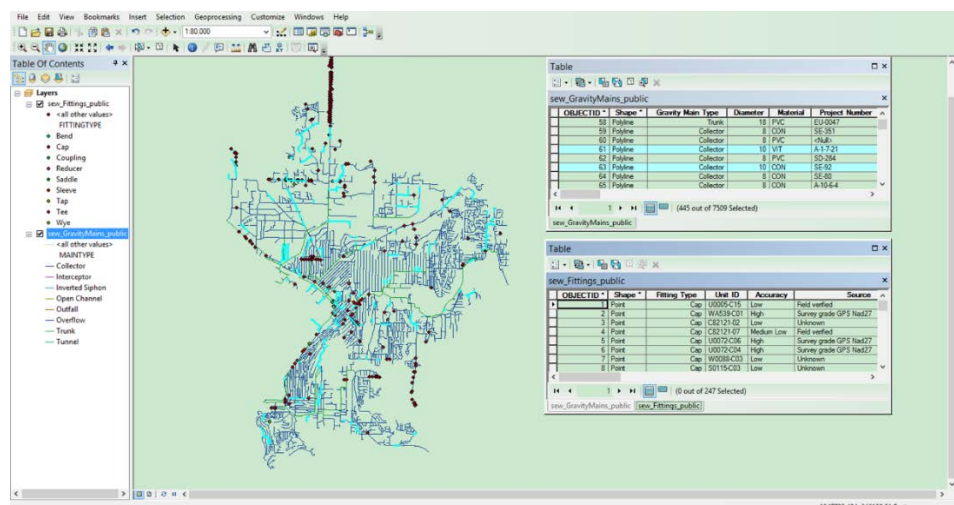 File Edit View Bookmarks Insert Selection Geoprocessing Customize Windows Help
1:80.000
Table Of Contents
Layers
sew_Fittings_public
<all other values>
FITTINGTYPE
Bend
Cap
Coupling
Reducer
Saddle
Sleeve
Tap
Tee
Wye
sew_GravityMains_public
<all other values>
MAINTYPE
Collector
Interceptor
Inverted Siphon
Open Channel
Outfall
Overflow
Trunk
Tunnel
Table
sew_GravityMains_public
OBJECTID * Shape * Gravity Main Type Diameter Material Project Number
58 Polyline Trunk 18 PVC EU-0047
59 Polyline Collector 8 CON SE-351
60 Polyline Collector 8 PVC <Null>
61 Polyline Collector 10 VIT A-1-7-21
62 Polyline Collector 8 PVC SD-284
63 Polyline Collector 10 CON SE-92
64 Polyline Collector 8 CON SE-80
65 Polyline Collector 8 CON A-10-6-4
1 (445 out of 7509 Selected)
sew_GravityMains_public
Table
sew_Fittings_public
OBJECTID * Shape * Fitting Type Unit ID Accuracy Source
1 Point Cap U0005-C15 Low Field verified
2 Point Cap WA539-C01 High Survey grade GPS Nad27
3 Point Cap C82121-02 Low Unknown
4 Point Cap C82121-07 Medium Low Field verified
5 Point Cap U0072-C06 High Survey grade GPS Nad27
6 Point Cap U0072-C04 High Survey grade GPS Nad27
7 Point Cap W0088-C03 Low Unknown
8 Point Cap S0115-C03 Low Unknown
1 (0 out of 247 Selected)
sew_GravityMains_public sew_Fittings_public